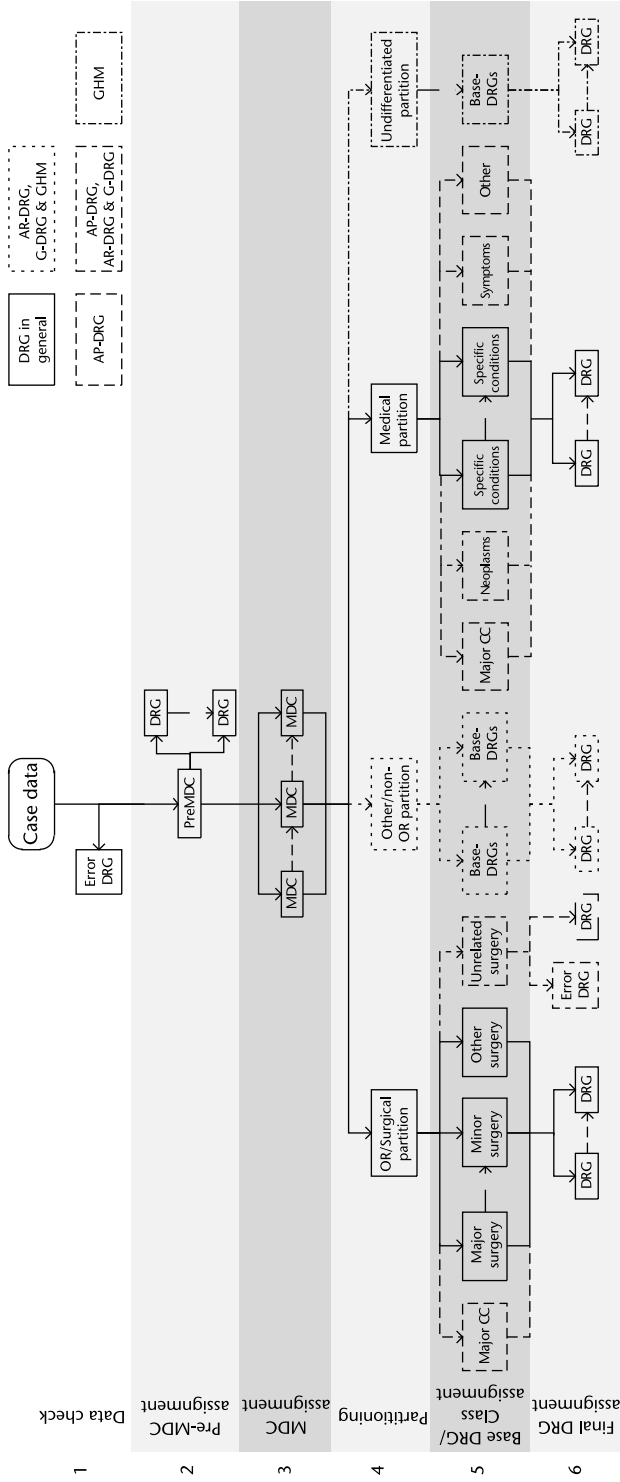 Case data
DRG in
general
AR-DRG,
G-DRG & GHM
AP-DRG
AP-DRG,
AR-DRG & G-DRG
GHM
1
Data check
Error
DRG
2
Pre-MDC
assignment
PreMDC
DRG
DRG
3
MDC
assignment
MDC
MDC
MDC
4
Partitioning
OR/Surgical
partition
Other/non-
OR partition
Medical
partition
Undifferentiated
partition
5
Base DRG/
Class
assignment
Major CC
Major
surgery
Minor
surgery
Other
surgery
Unrelated surgery
Base-
DRGs
Base-
DRGs
Major CC
Neoplasms
Specific
conditions
Specific
conditions
Symptoms
Other
Base-
DRGs
6
Final DRG
assignment
DRG
DRG
Error
DRG
DRG
DRG
DRG
DRG
DRG
DRG
DRG